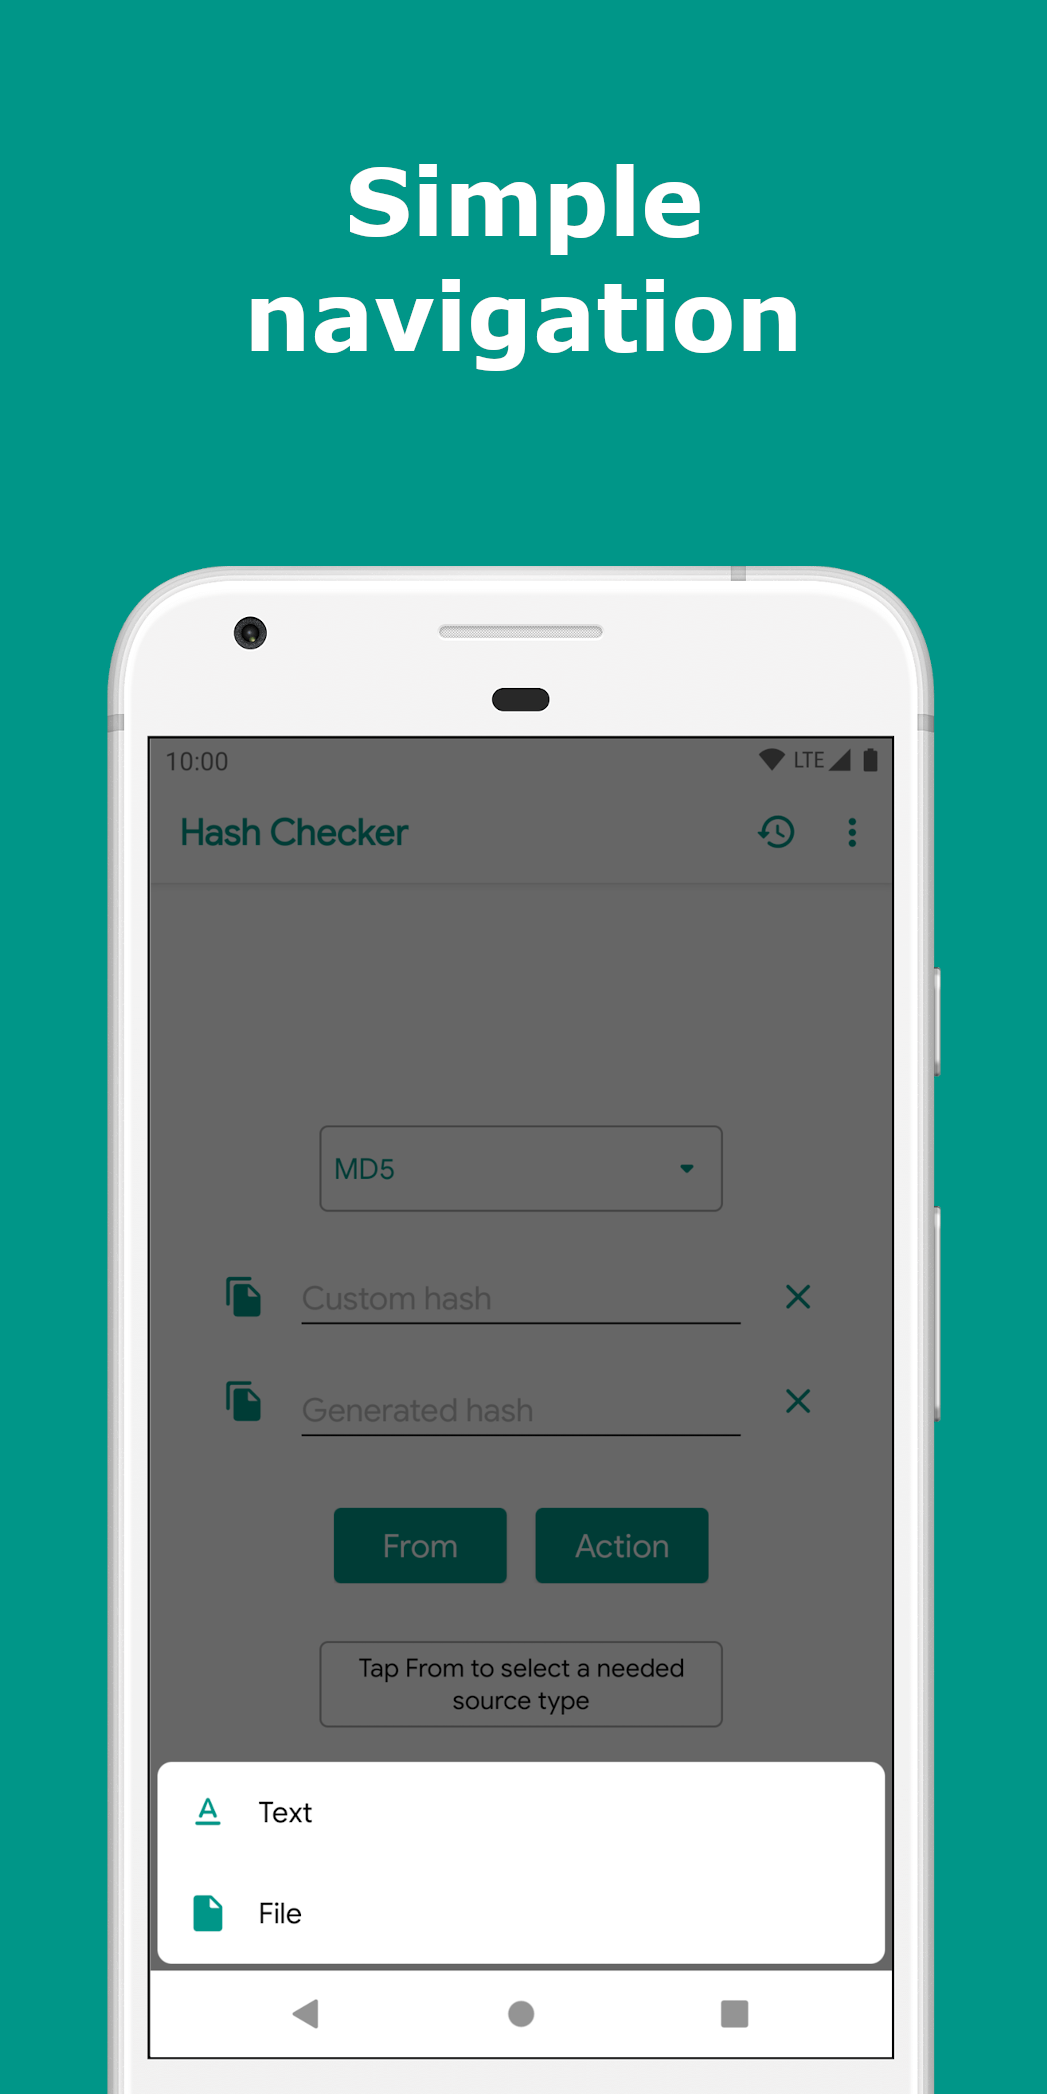 Simple
navigation
10:00
LTE
Hash Checker
MD5
Custom hash
Generated hash
From
Action
Tap From to select a needed
source type
Text
File